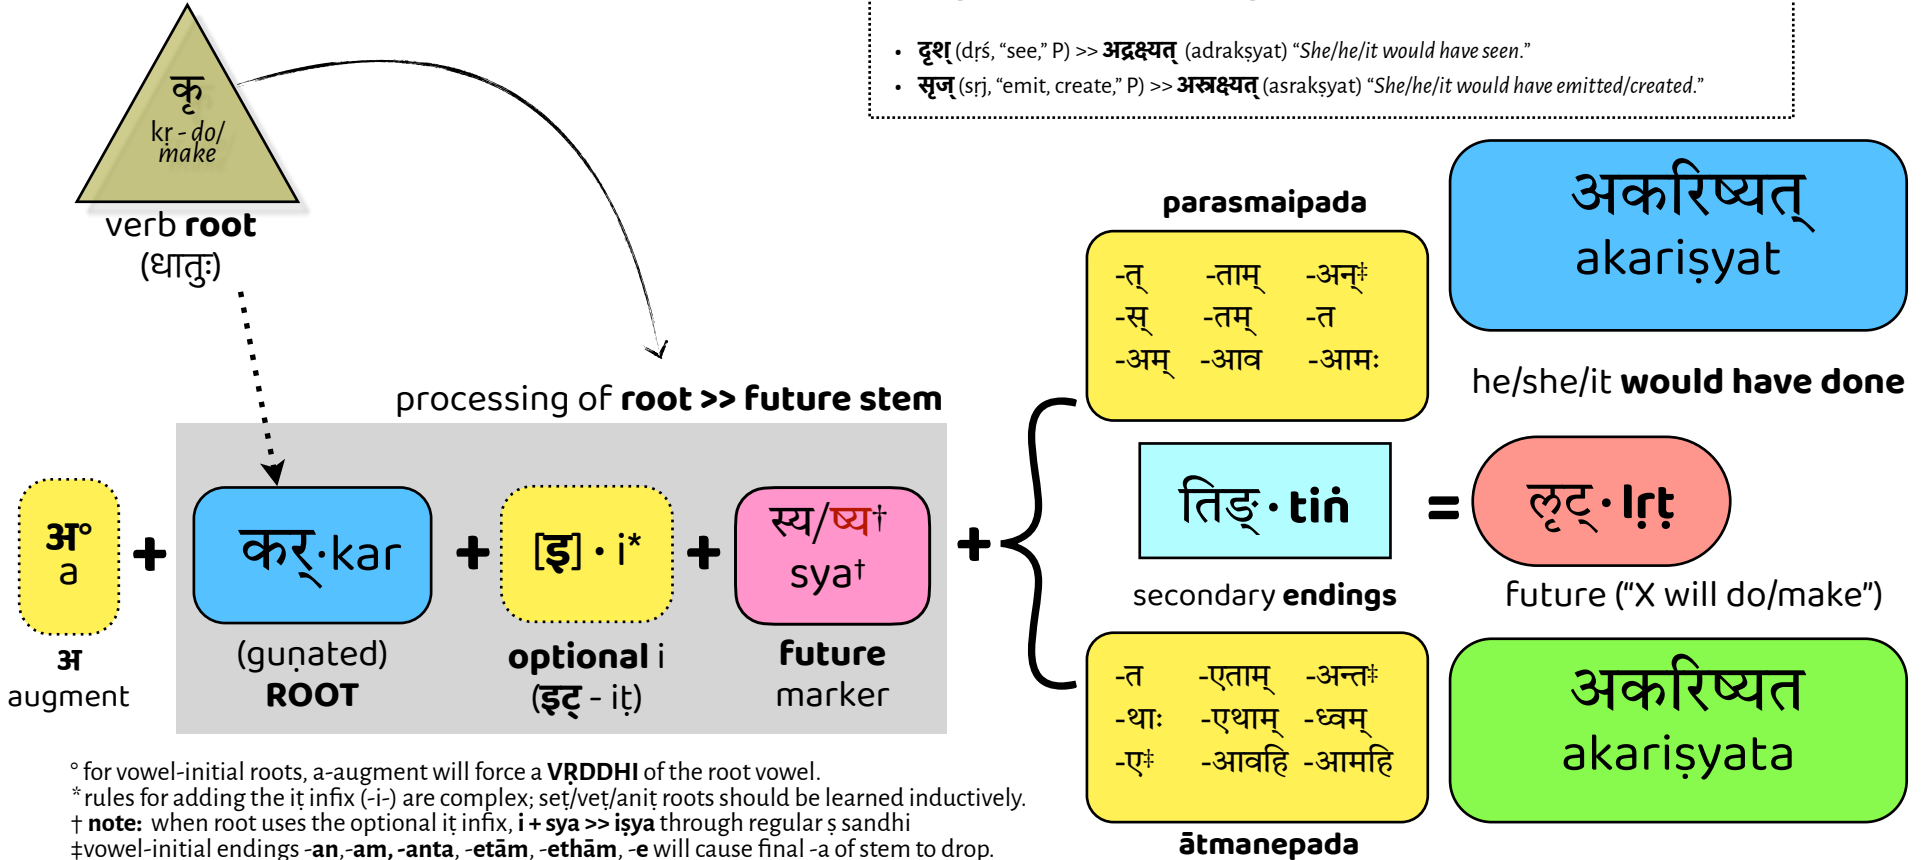 • दृश् (dṛś, “see,” P) >> अद्रक्ष्यत् (adrakṣyat) “She/he/it would have seen.”
• सृज् (sṛj, “emit, create,” P) >> अस्रक्ष्यत् (asrakṣyat) “She/he/it would have emitted/created.”
कृ
kṛ - do/
make
verb root
(धातुः)
processing of root >> future stem
अ°
a
+
कर्·kar
+
[इ] · i*
+
स्य/ष्य†
sya†
+
अ
augment
(guṇated)
ROOT
optional i
(इट् - iṭ)
future
marker
parasmaipada
-त् -ताम् -अन्‡
-स् -तम् -त
-अम् -आव -आमः
तिङ् · tiṅ
secondary endings
-त -एताम् -अन्त‡
-थाः -एथाम् -ध्वम्
-ए‡ -आवहि -आमहि
ātmanepada
अकरिष्यत्
akariṣyat
he/she/it would have done
=
लृट् · lṛṭ
future (“X will do/make”)
अकरिष्यत
akariṣyata
° for vowel-initial roots, a-augment will force a VṚDDHI of the root vowel.
* rules for adding the iṭ infix (-i-) are complex; seṭ/veṭ/aniṭ roots should be learned inductively.
† note: when root uses the optional iṭ infix, i + sya >> iṣya through regular ṣ sandhi
‡vowel-initial endings -an,-am, -anta, -etām, -ethām, -e will cause final -a of stem to drop.